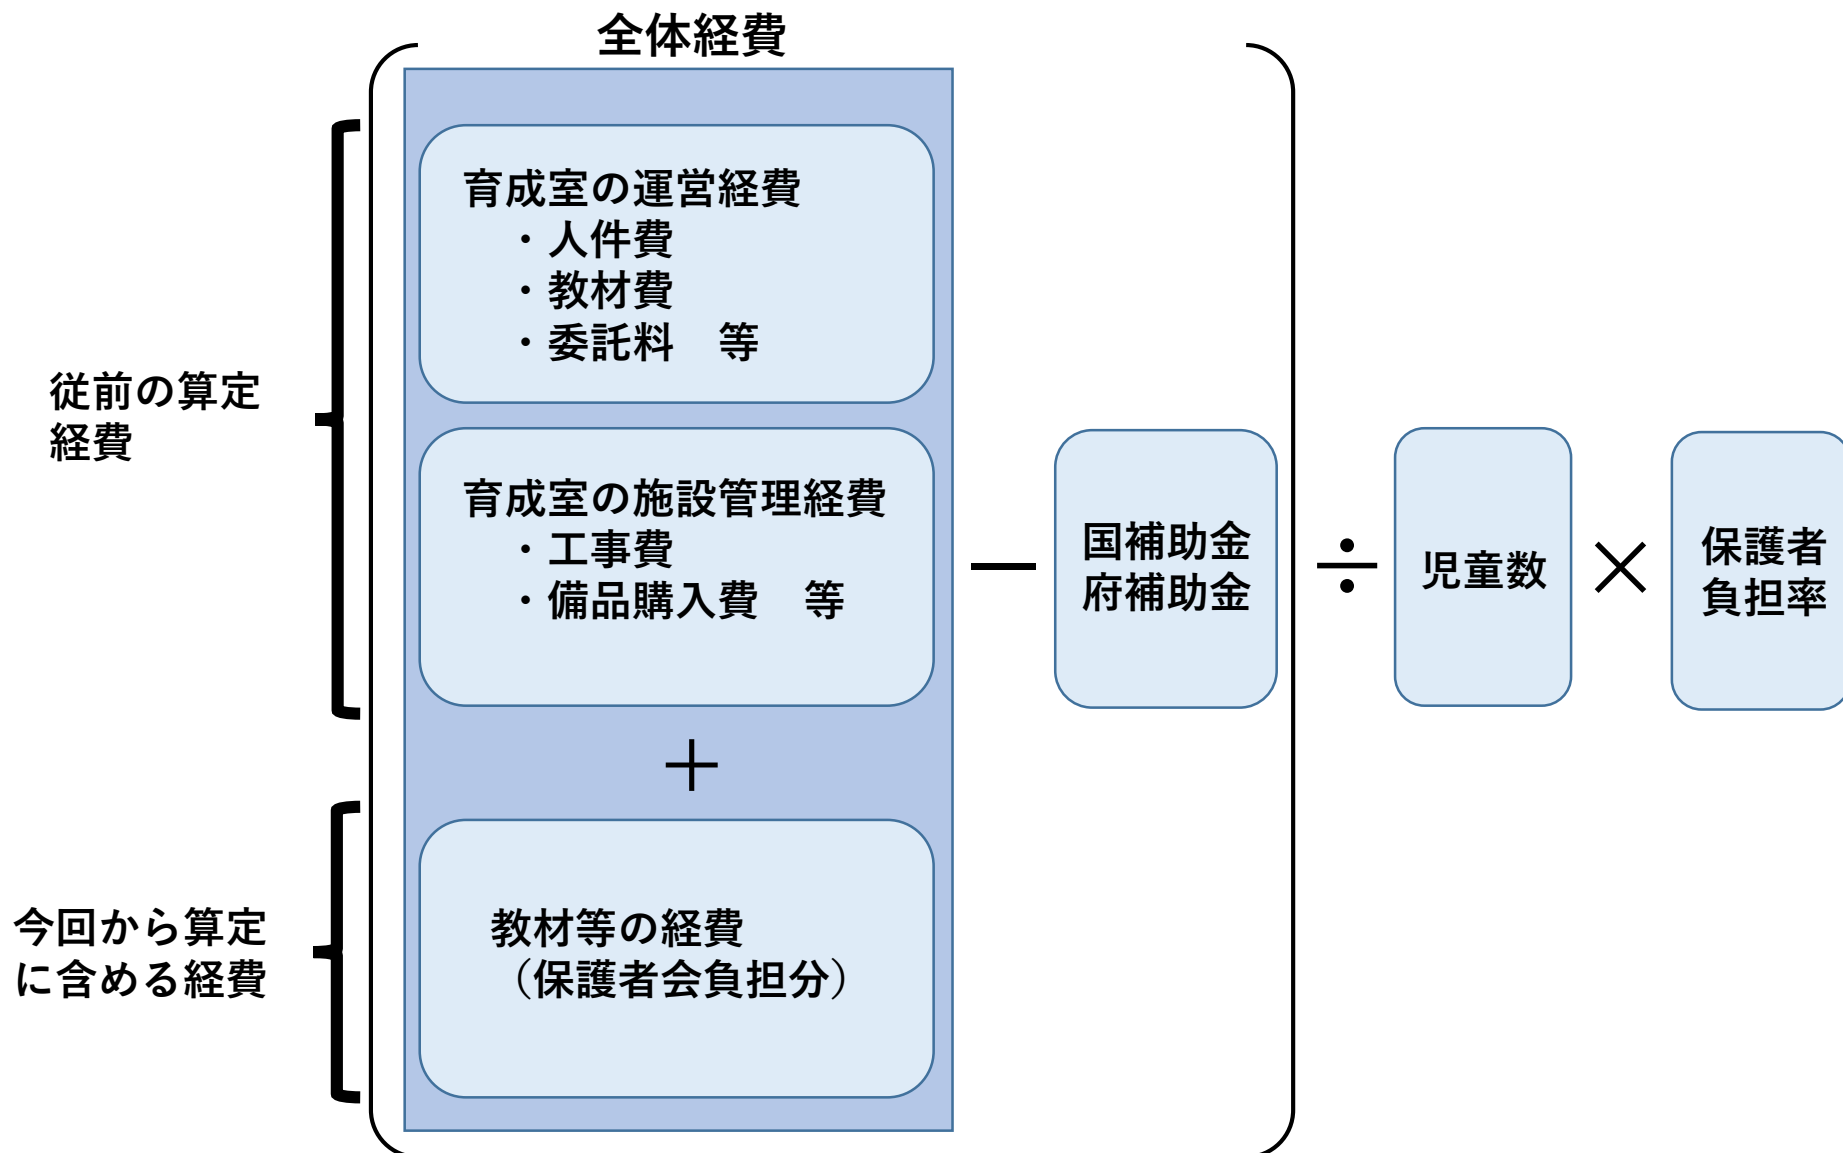 全体経費
従前の算定
経費
育成室の運営経費
・人件費
・教材費
・委託料　等
育成室の施設管理経費
・工事費
・備品購入費　等
＋
今回から算定
に含める経費
教材等の経費
（保護者会負担分）
－
国補助金
府補助金
÷
児童数
×
保護者
負担率